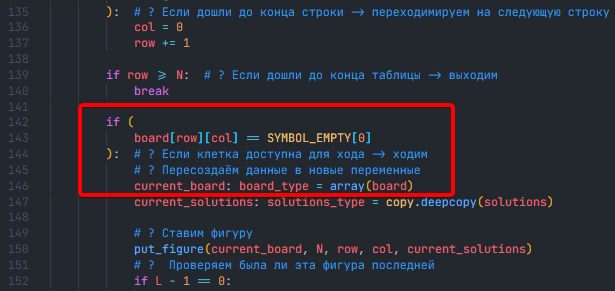 135 ):  # ? Если дошли до конца строки -> переходимируем на следующую строку
136 col = 0
137 row += 1
138
139 if row >= N:  # ? Если дошли до конца таблицы -> выходим
140 break
141
142 if (
143 board[row][col] == SYMBOL_EMPTY[0]
144 ):  # ? Если клетка доступна для хода -> ходим
145 # ? Пересоздаём данные в новые переменные
146 current_board: board_type = array(board)
147 current_solutions: solutions_type = copy.deepcopy(solutions)
148
149 # ? Ставим фигуру
150 put_figure(current_board, N, row, col, current_solutions)
151 # ?  Проверяем была ли эта фигура последней
152 if L - 1 == 0: